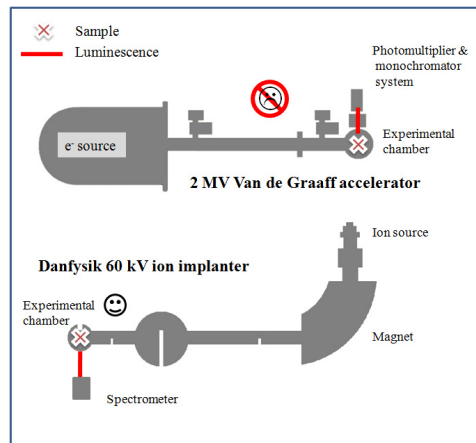 Sample
Luminescence
Photomultiplier &
monochromator
system
e- source
Experimental
chamber
2 MV Van de Graaff accelerator
Ion source
Danfysik 60 kV ion implanter
Experimental
chamber
Magnet
Spectrometer